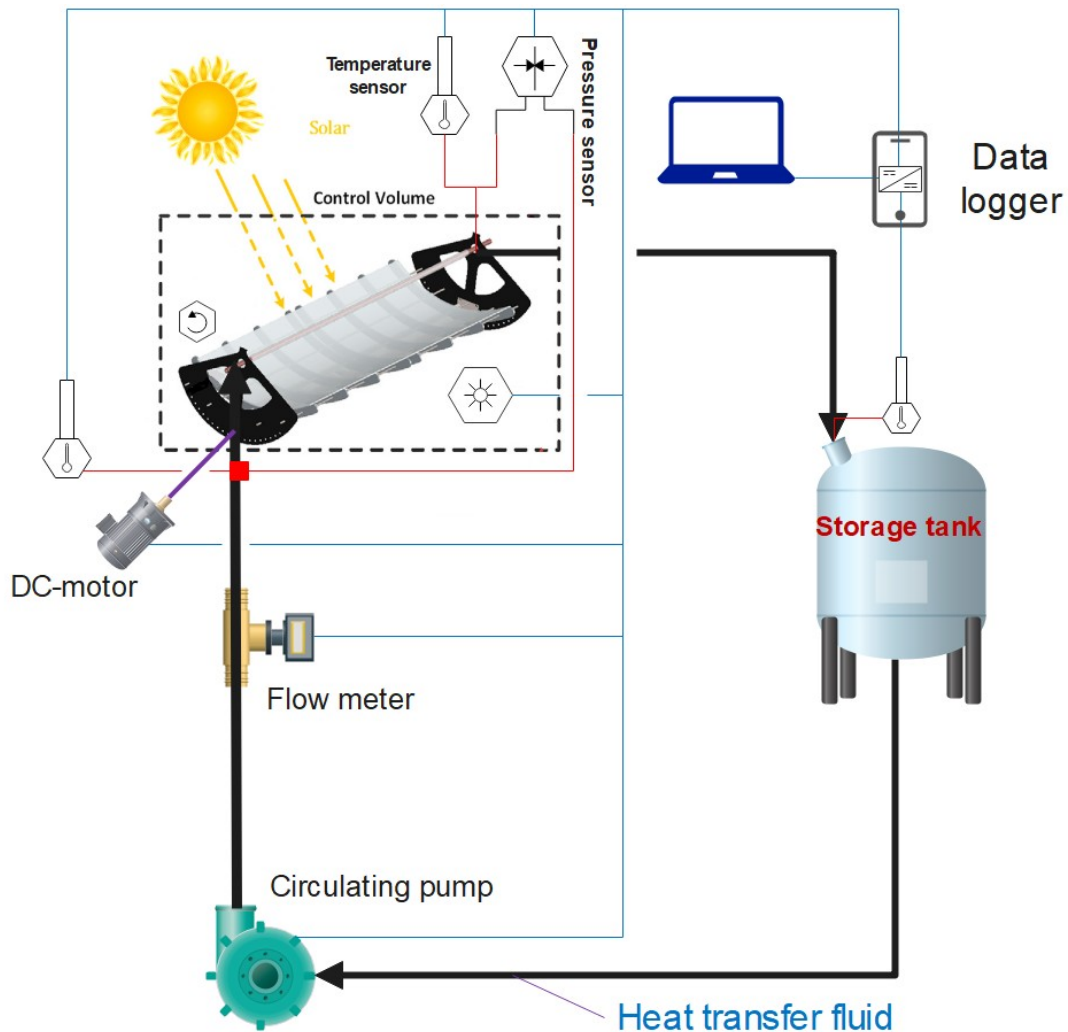 Temperature
sensor
Pressure sensor
Solar
Control Volume
Data
logger
Storage tank
DC-motor
Flow meter
Circulating pump
Heat transfer fluid